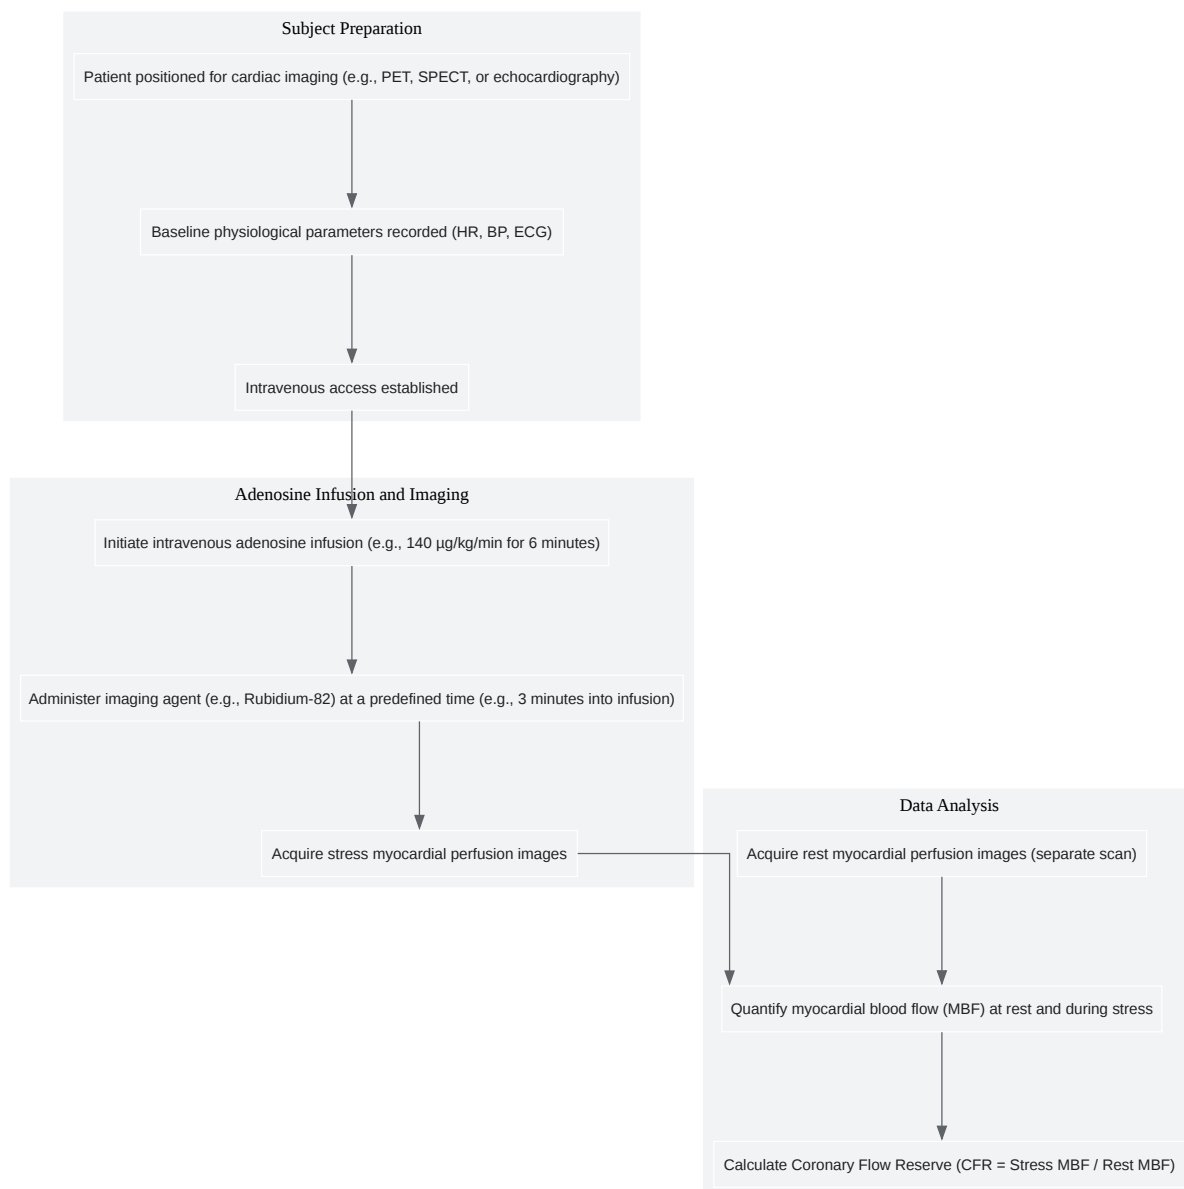 Subject Preparation
Patient positioned for cardiac imaging (e.g., PET, SPECT, or echocardiography)
Baseline physiological parameters recorded (HR, BP, ECG)
Intravenous access established
Adenosine Infusion and Imaging
Initiate intravenous adenosine infusion (e.g., 140 µg/kg/min for 6 minutes)
Administer imaging agent (e.g., Rubidium-82) at a predefined time (e.g., 3 minutes into infusion)
Acquire stress myocardial perfusion images
Data Analysis
Acquire rest myocardial perfusion images (separate scan)
Quantify myocardial blood flow (MBF) at rest and during stress
Calculate Coronary Flow Reserve (CFR = Stress MBF / Rest MBF)